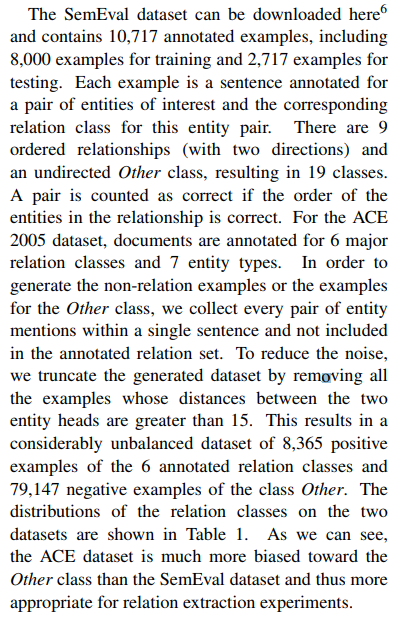 The SemEval dataset can be downloaded here6
and contains 10,717 annotated examples, including
8,000 examples for training and 2,717 examples for
testing. Each example is a sentence annotated for
a pair of entities of interest and the corresponding
relation class for this entity pair. There are 9
ordered relationships (with two directions) and
an undirected Other class, resulting in 19 classes.
A pair is counted as correct if the order of the
entities in the relationship is correct. For the ACE
2005 dataset, documents are annotated for 6 major
relation classes and 7 entity types. In order to
generate the non-relation examples or the examples
for the Other class, we collect every pair of entity
mentions within a single sentence and not included
in the annotated relation set. To reduce the noise,
we truncate the generated dataset by removing all
the examples whose distances between the two
entity heads are greater than 15. This results in a
considerably unbalanced dataset of 8,365 positive
examples of the 6 annotated relation classes and
79,147 negative examples of the class Other. The
distributions of the relation classes on the two
datasets are shown in Table 1. As we can see,
the ACE dataset is much more biased toward the
Other class than the SemEval dataset and thus more
appropriate for relation extraction experiments.